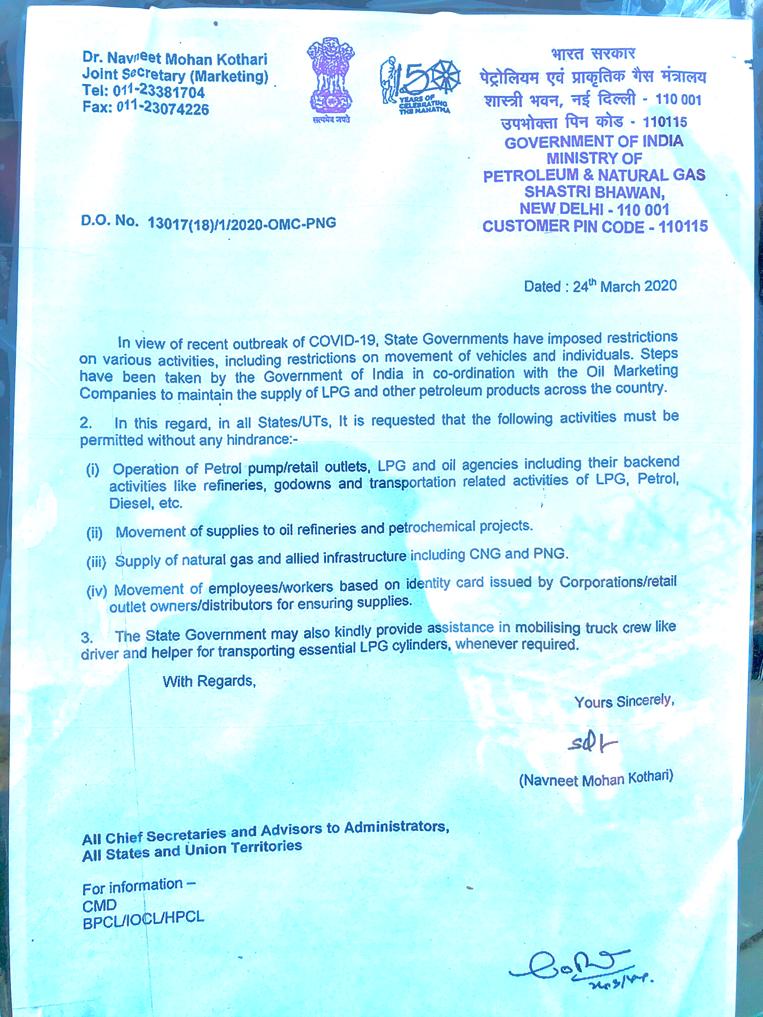 Dr. Navneet Mohan Kothari
Joint Secretary (Marketing)
Tel: 011-23381704
Fax: 011-23074226
सत्यमेव जयते
150
YEARS OF
CELEBRATING
THE MAHATMA
भारत सरकार
पेट्रोलियम एवं प्राकृतिक गैस मंत्रालय
शास्त्री भवन, नई दिल्ली - 110 001
उपभोक्ता पिन कोड - 110115
GOVERNMENT OF INDIA
MINISTRY OF
PETROLEUM & NATURAL GAS
SHASTRI BHAWAN,
NEW DELHI - 110 001
CUSTOMER PIN CODE - 110115
D.O. No. 13017(18)/1/2020-OMC-PNG
Dated : 24th March 2020
In view of recent outbreak of COVID-19, State Governments have imposed restrictions
on various activities, including restrictions on movement of vehicles and individuals. Steps
have been taken by the Government of India in co-ordination with the Oil Marketing
Companies to maintain the supply of LPG and other petroleum products across the country.
2. In this regard, in all States/UTs, It is requested that the following activities must be
permitted without any hindrance:-
(i) Operation of Petrol pump/retail outlets, LPG and oil agencies including their backend
activities like refineries, godowns and transportation related activities of LPG, Petrol,
Diesel, etc.
(ii) Movement of supplies to oil refineries and petrochemical projects.
(iii) Supply of natural gas and allied infrastructure including CNG and PNG.
(iv) Movement of employees/workers based on identity card issued by Corporations/retail
outlet owners/distributors for ensuring supplies.
3. The State Government may also kindly provide assistance in mobilising truck crew like
driver and helper for transporting essential LPG cylinders, whenever required.
With Regards,
Yours Sincerely,
sd/-
(Navneet Mohan Kothari)
All Chief Secretaries and Advisors to Administrators,
All States and Union Territories
For information –
CMD
BPCL/IOCL/HPCL